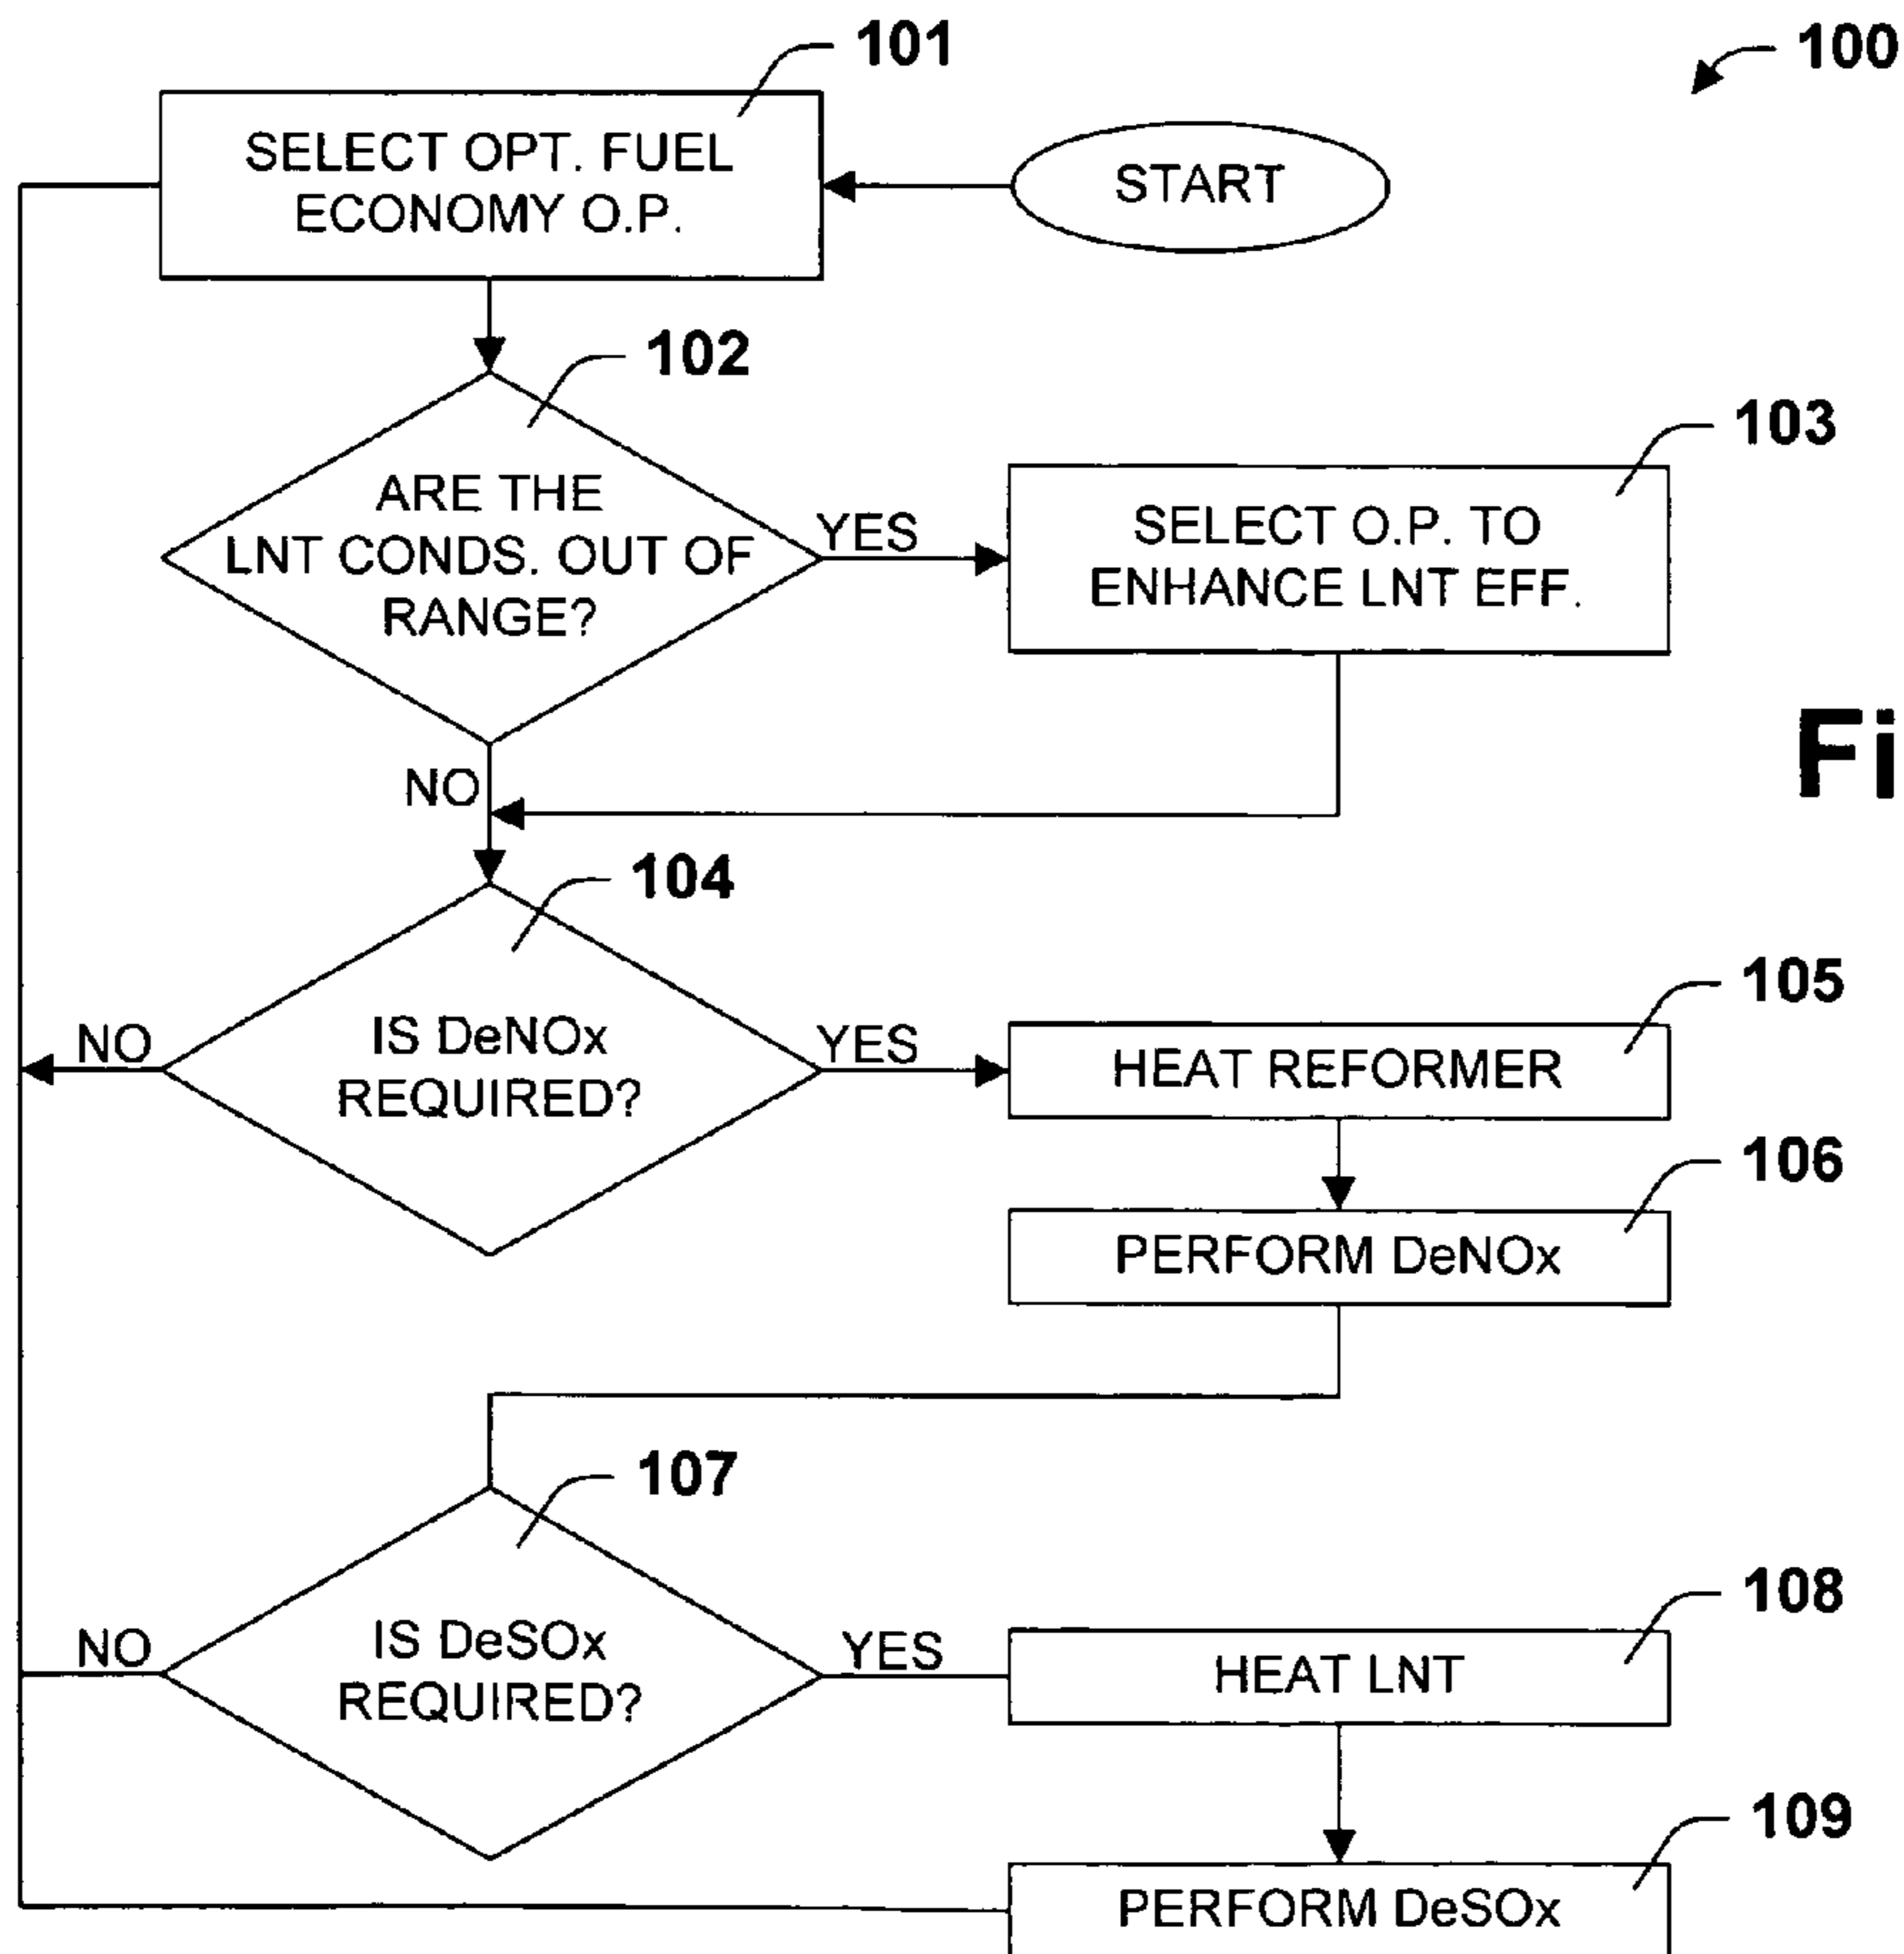 100
101
SELECT OPT. FUEL
ECONOMY O.P.
START
102
ARE THE
LNT CONDS. OUT OF
RANGE?
YES
103
SELECT O.P. TO
ENHANCE LNT EFF.
Fi
NO
104
IS DeNOx
REQUIRED?
NO
YES
105
HEAT REFORMER
106
PERFORM DeNOx
107
IS DeSOx
REQUIRED?
NO
YES
108
HEAT LNT
109
PERFORM DeSOx